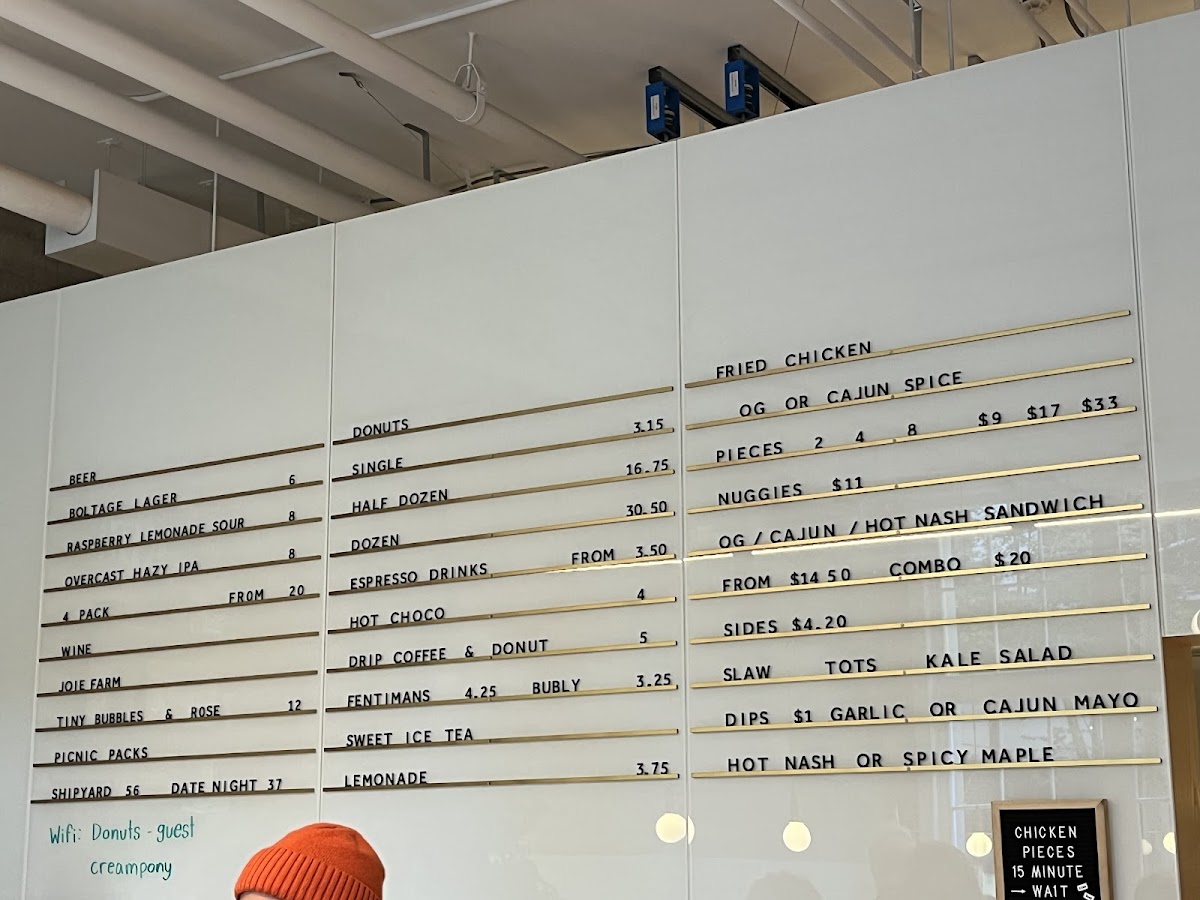 BEER
BOLTAGE LAGER 6
RASPBERRY LEMONADE SOUR 8
OVERCAST HAZY IPA 8
4 PACK FROM 20
WINE
JOIE FARM
TINY BUBBLES & ROSE 12
PICNIC PACKS
SHIPYARD 56 DATE NIGHT 37
Wifi: Donuts - guest
creampony
DONUTS
SINGLE 3.15
HALF DOZEN 16.75
DOZEN 30.50
ESPRESSO DRINKS FROM 3.50
HOT CHOCO 4
DRIP COFFEE & DONUT 5
FENTIMANS 4.25 BUBLY 3.25
SWEET ICE TEA
LEMONADE 3.75
FRIED CHICKEN
OG OR CAJUN SPICE
PIECES 2 4 8 $9 $17 $33
NUGGIES $11
OG / CAJUN / HOT NASH SANDWICH
FROM $14 50 COMBO $20
SIDES $4.20
SLAW TOTS KALE SALAD
DIPS $1 GARLIC OR CAJUN MAYO
HOT NASH OR SPICY MAPLE
CHICKEN
PIECES
15 MINUTE
→ WAIT